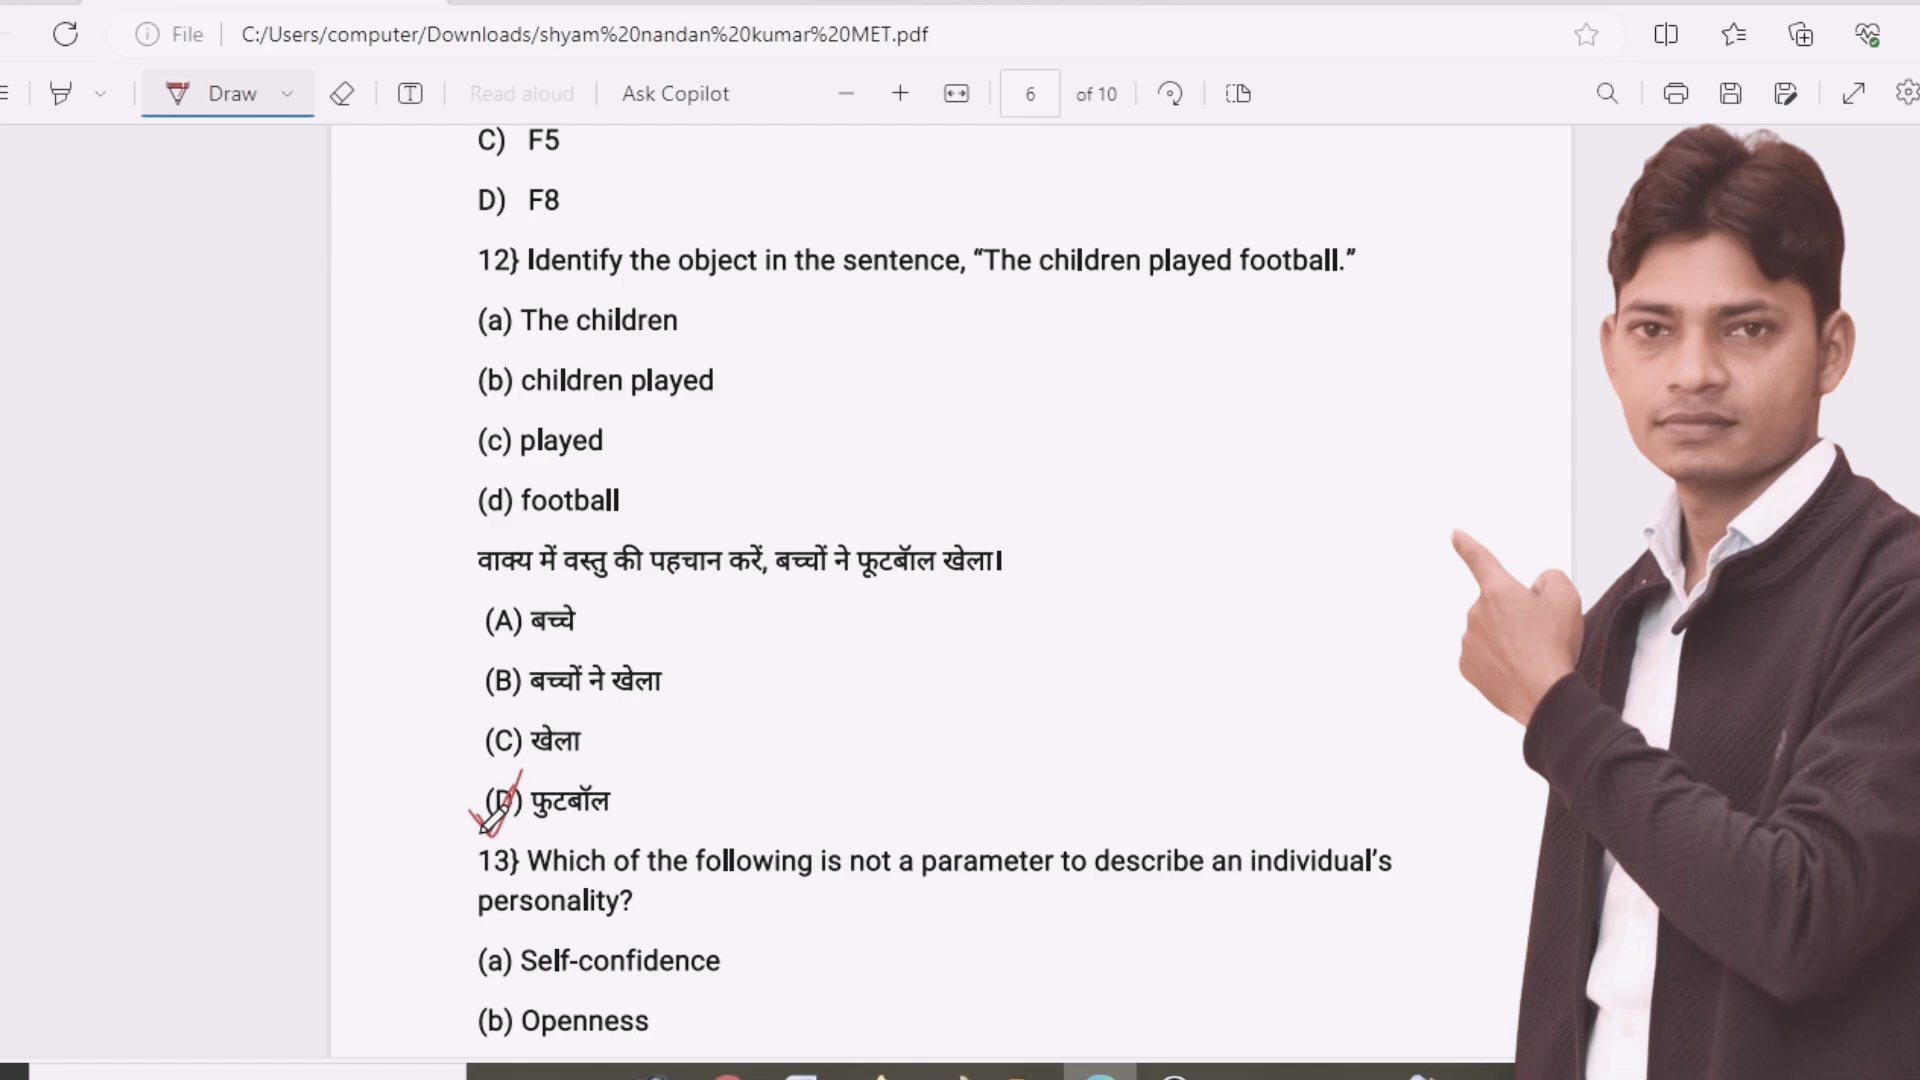 File C:/Users/computer/Downloads/shyam%20nandan%20kumar%20MET.pdf
Draw Read aloud Ask Copilot 6 of 10
C) F5
D) F8
12} Identify the object in the sentence, “The children played football.”
(a) The children
(b) children played
(c) played
(d) football
वाक्य में वस्तु की पहचान करें, बच्चों ने फूटबॅाल खेला।
(A) बच्चे
(B) बच्चों ने खेला
(C) खेला
(D) फुटबॉल
13} Which of the following is not a parameter to describe an individual’s
personality?
(a) Self-confidence
(b) Openness